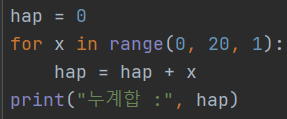 hap = 0
for x in range(0, 20, 1):
    hap = hap + x
print("누계합 :", hap)